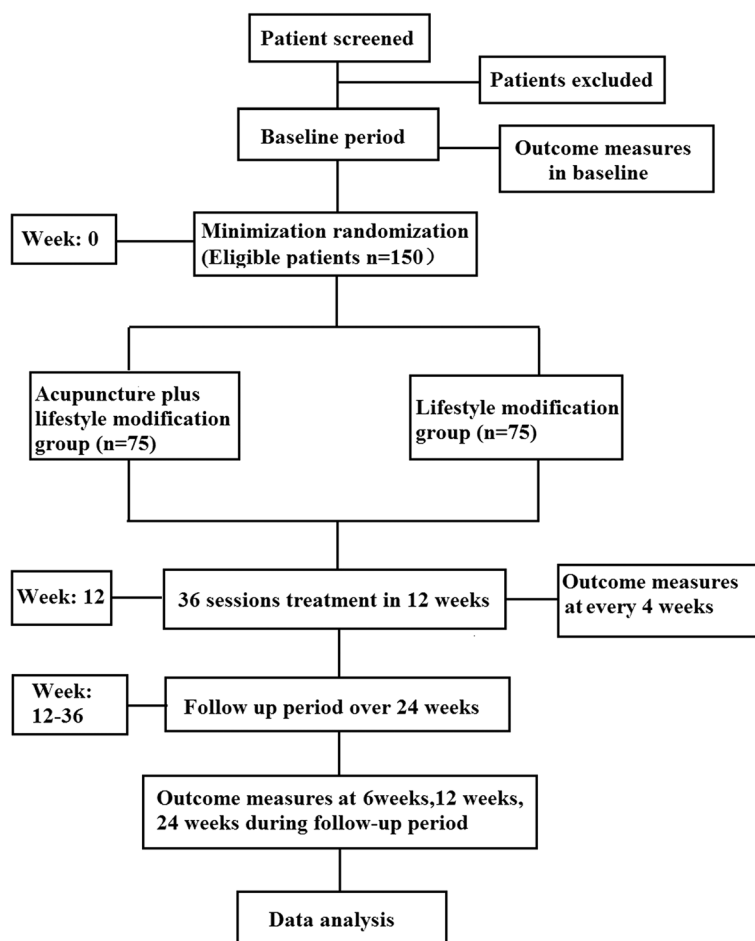 Patient screened
Patients excluded
Baseline period
Outcome measures
in baseline
Week: 0
Minimization randomization
(Eligible patients n=150）
Acupuncture plus
lifestyle modification
group (n=75)
Lifestyle modification
group (n=75)
Week: 12
36 sessions treatment in 12 weeks
Outcome measures
at every 4 weeks
Week:
12-36
Follow up period over 24 weeks
Outcome measures at 6weeks,12 weeks,
24 weeks during follow-up period
Data analysis